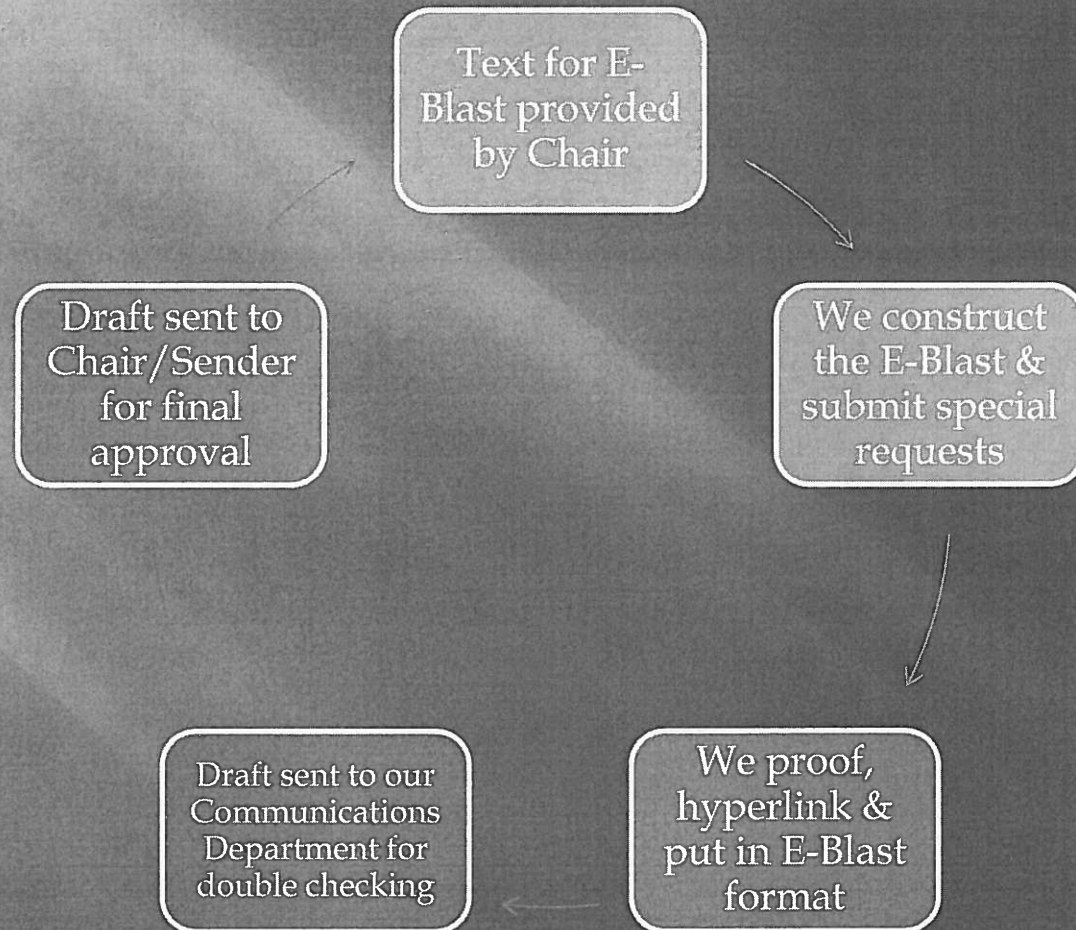 Text for E-
Blast provided
by Chair
We construct
the E-Blast &
submit special
requests
We proof,
hyperlink &
put in E-Blast
format
Draft sent to our
Communications
Department for
double checking
Draft sent to
Chair/Sender
for final
approval